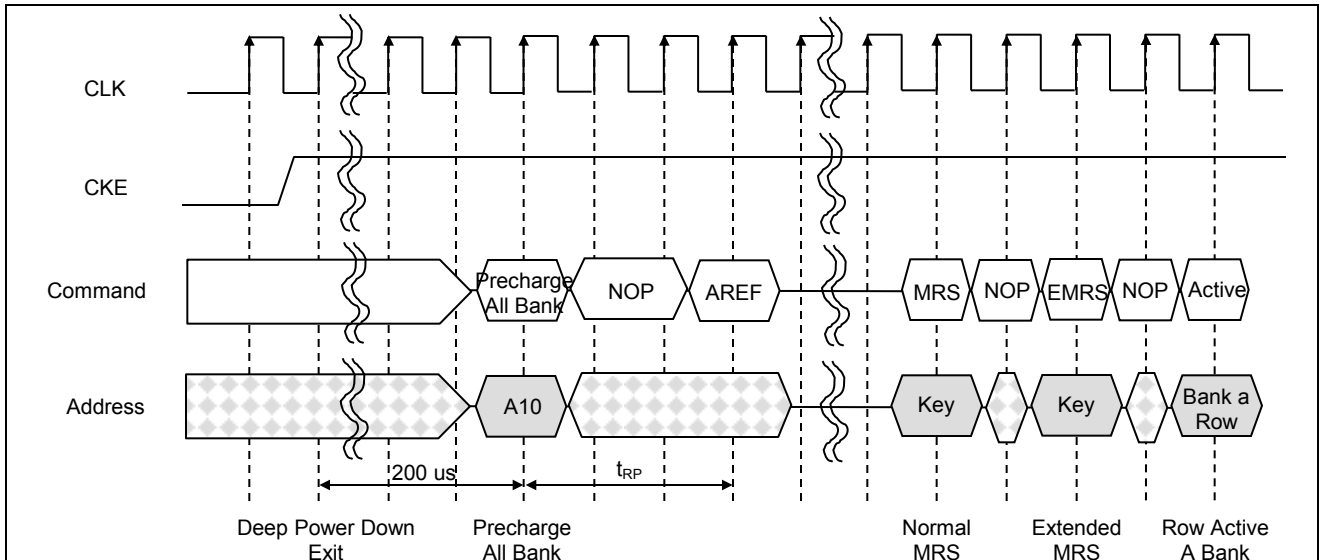 CLK
CKE
Command
Precharge
All Bank
NOP
AREF
MRS
NOP
EMRS
NOP
Active
Address
A10
Key
Key
Bank a
Row
200 us
tRP
Deep Power Down
Exit
Precharge
All Bank
Normal
MRS
Extended
MRS
Row Active
A Bank